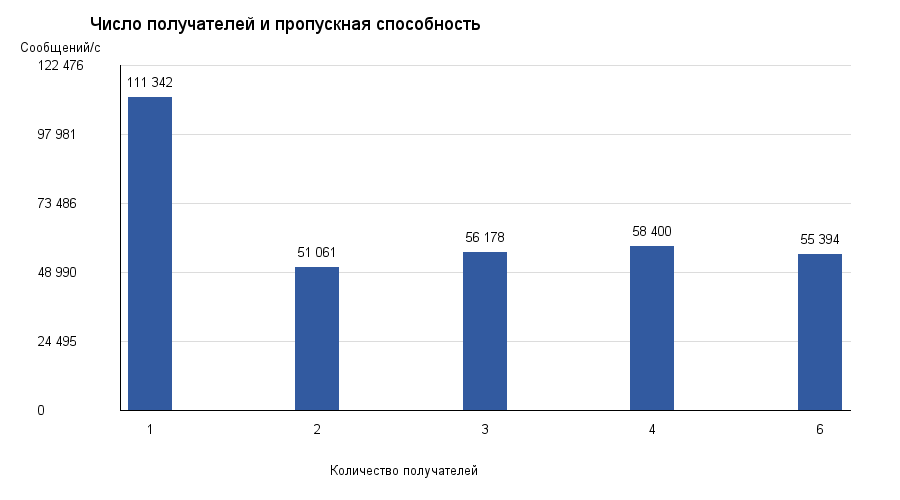 Число получателей и пропускная способность
Сообщений/с
122 476
111 342
97 981
73 486
58 400
56 178
55 394
51 061
48 990
24 495
0
1 2 3 4 6
Количество получателей